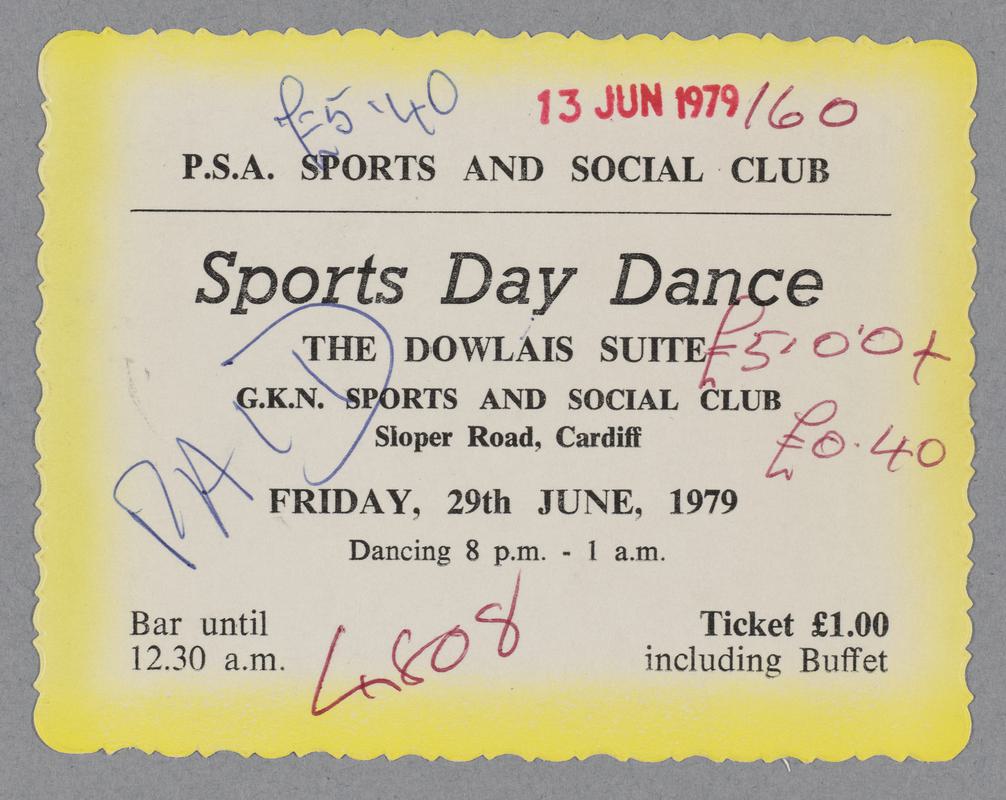 £5.40
13 JUN 1979/160
P.S.A. SPORTS AND SOCIAL CLUB
Sports Day Dance
THE DOWLAIS SUITE
£5.00 +
G.K.N. SPORTS AND SOCIAL CLUB
£0.40
Sloper Road, Cardiff
PAID
FRIDAY, 29th JUNE, 1979
Dancing 8 p.m. - 1 a.m.
Bar until
12.30 a.m.
4808
Ticket £1.00
including Buffet